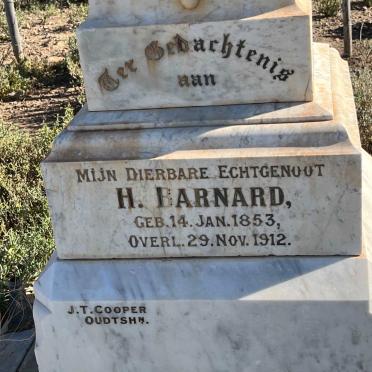 Ter Gedachtenis
aan
MIJN DIERBARE ECHTGENOOT
H. BARNARD,
GEB. 14. JAN. 1853,
OVERL. 29. NOV. 1912.
J.T. COOPER
OUDTSHN.